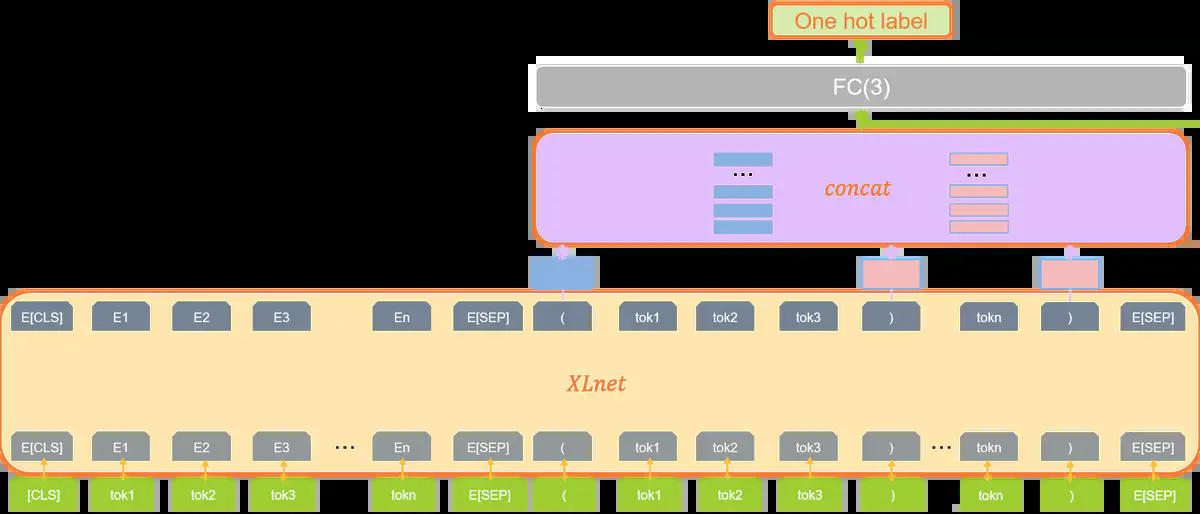 One hot label
FC(3)
...
concat
...
E[CLS] E1 E2 E3 En E[SEP] ( tok1 tok2 tok3 ) tokn ) E[SEP]
XLnet
E[CLS] E1 E2 E3 ... En E[SEP] ( tok1 tok2 tok3 ) ... tokn ) E[SEP]
[CLS] tok1 tok2 tok3 tokn E[SEP] ( tok1 tok2 tok3 ) tokn ) E[SEP]